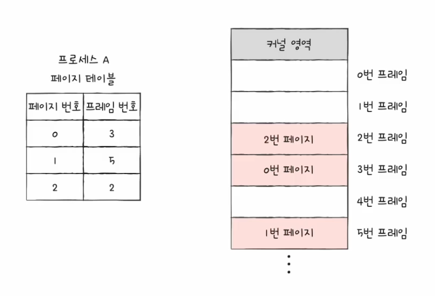 프로세스 A
페이지 테이블
페이지 번호 프레임 번호
0 3
1 5
2 2
커널 영역
0번 프레임
1번 프레임
2번 페이지 2번 프레임
0번 페이지 3번 프레임
4번 프레임
1번 페이지 5번 프레임